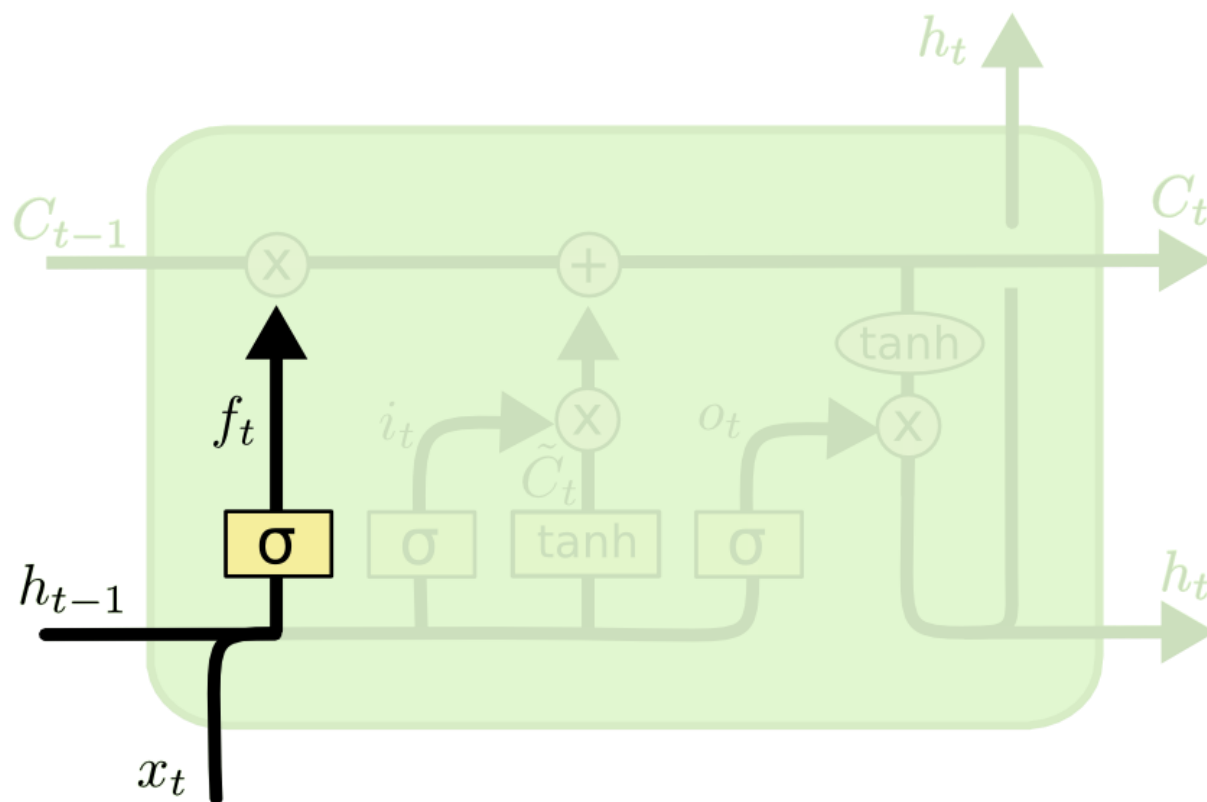 h_t
C_{t-1}
C_t
x
+
tanh
f_t
i_t
x
o_t
x
C̃_t
σ
σ
tanh
σ
h_{t-1}
h_t
x_t